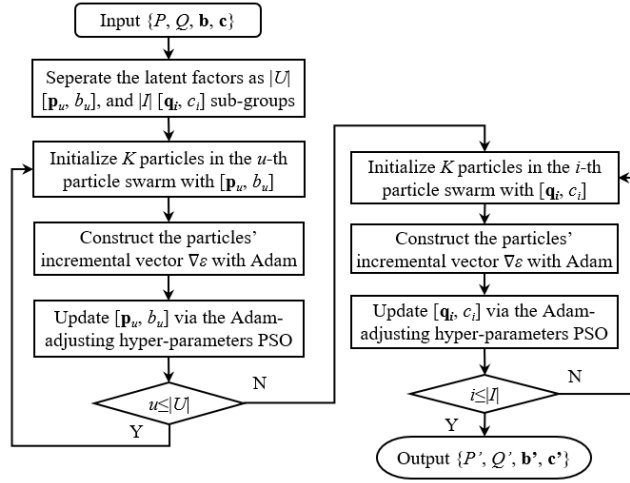 Input {P, Q, b, c}
Seperate the latent factors as |U|
[p_u, b_u], and |I| [q_i, c_i] sub-groups
Initialize K particles in the u-th
particle swarm with [p_u, b_u]
Construct the particles'
incremental vector ∇ε with Adam
Update [p_u, b_u] via the Adam-
adjusting hyper-parameters PSO
u≤|U|
N
Y
Initialize K particles in the i-th
particle swarm with [q_i, c_i]
Construct the particles'
incremental vector ∇ε with Adam
Update [q_i, c_i] via the Adam-
adjusting hyper-parameters PSO
i≤|I|
N
Y
Output {P', Q', b', c'}